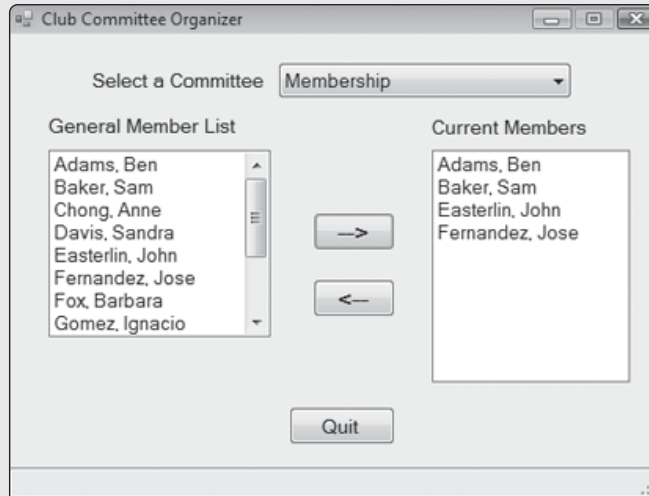 Club Committee Organizer
Select a Committee Membership
General Member List
Adams, Ben
Baker, Sam
Chong, Anne
Davis, Sandra
Easterlin, John
Fernandez, Jose
Fox, Barbara
Gomez, Ignacio
-->
<--
Current Members
Adams, Ben
Baker, Sam
Easterlin, John
Fernandez, Jose
Quit